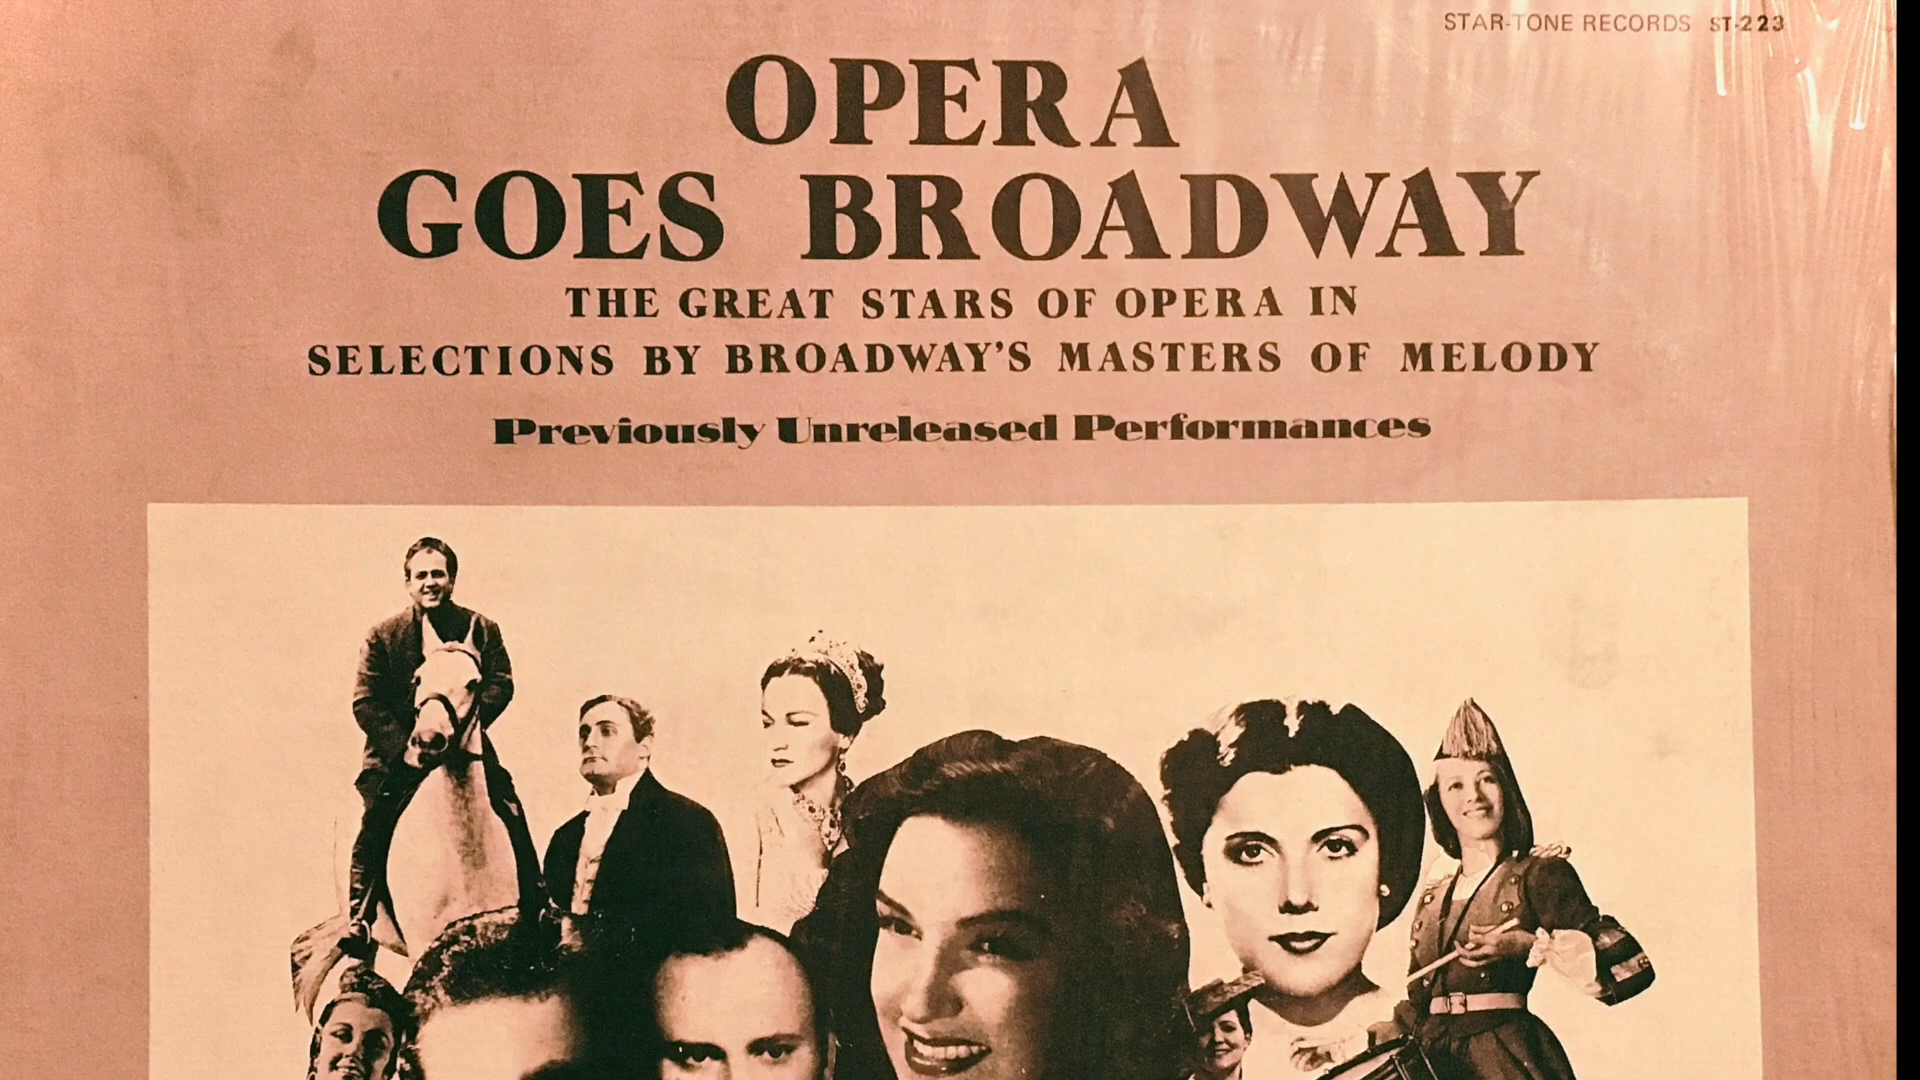 STAR-TONE RECORDS ST-223
OPERA
GOES BROADWAY
THE GREAT STARS OF OPERA IN
SELECTIONS BY BROADWAY'S MASTERS OF MELODY
Previously Unreleased Performances